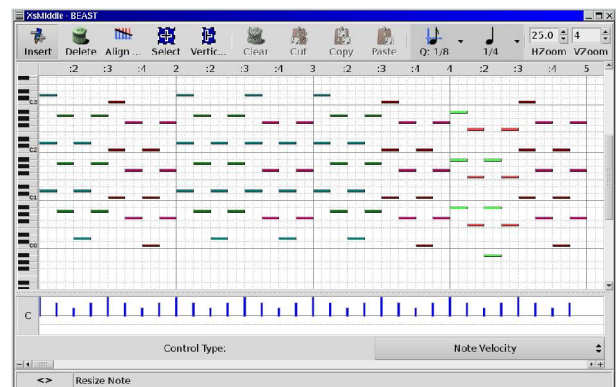 XsMiddle - BEAST
Insert Delete Align ... Select Vertic... Clear Cut Copy Paste Q: 1/8 1/4 25.0 4 HZoom VZoom
:2 :3 :4 2 :2 :3 :4 3 :2 :3 :4 4 :2 :3 :4 5
C3
C2
C1
C0
C
Control Type: Note Velocity
<> Resize Note